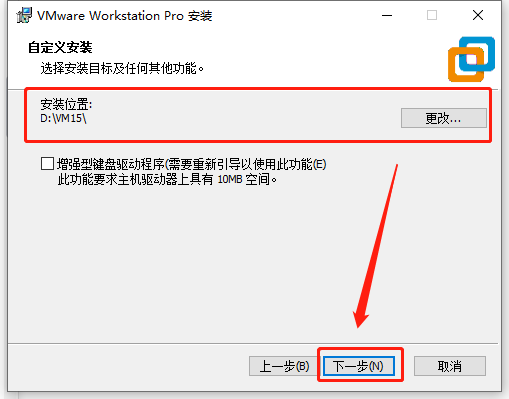 VMware Workstation Pro 安装
自定义安装
选择安装目标及任何其他功能。
安装位置:
D:\VM15\
更改...
增强型键盘驱动程序(需要重新引导以使用此功能(E)
此功能要求主机驱动器上具有 10MB 空间。
上一步(B) 下一步(N) 取消